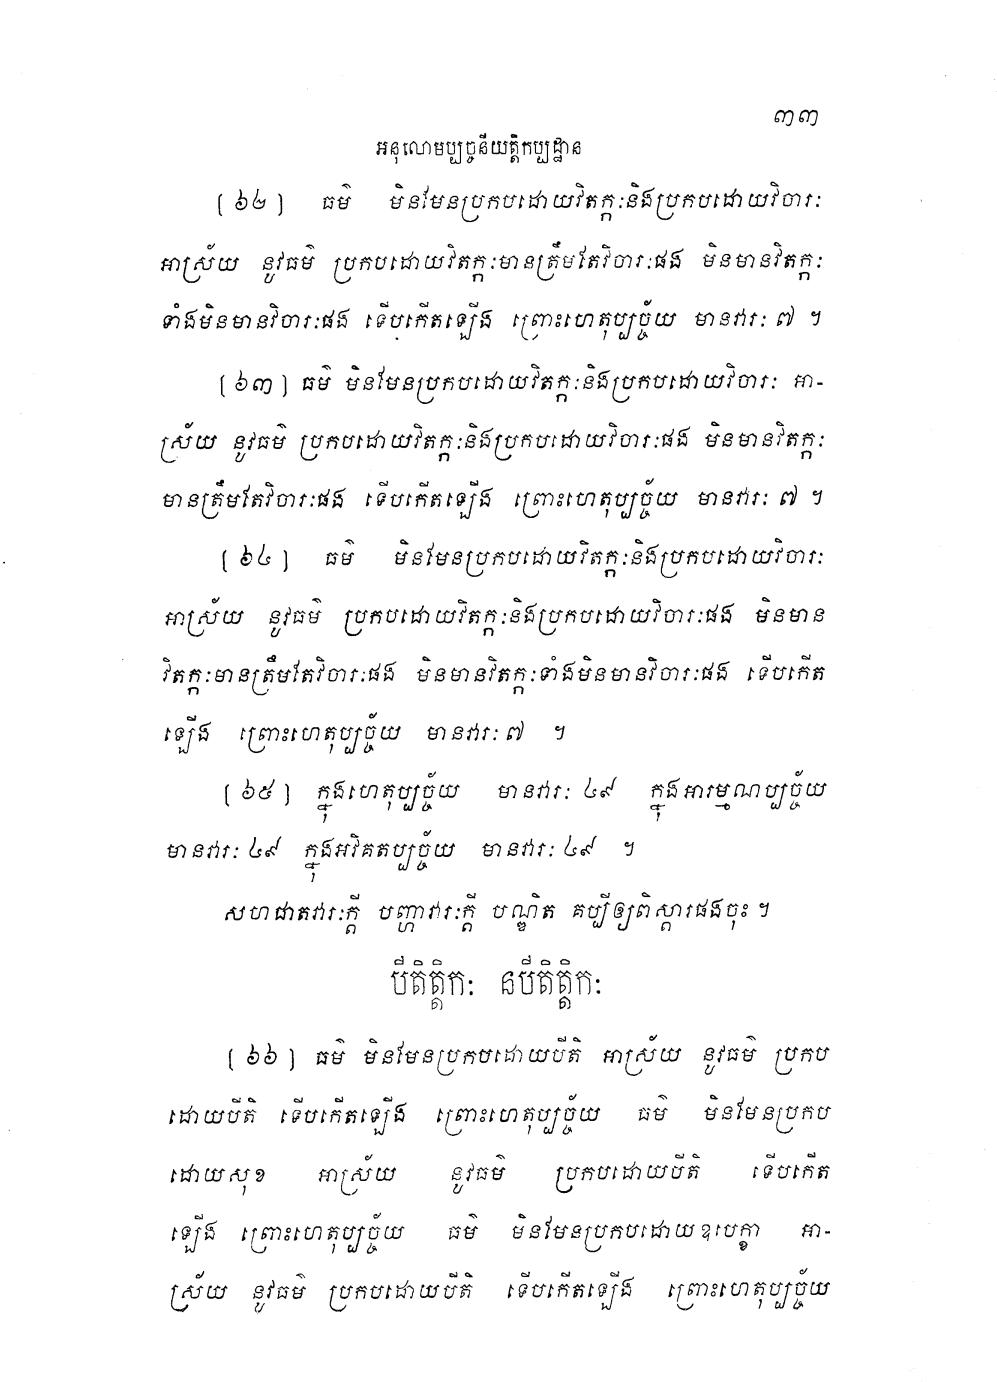 ៣៣
អនុលោមប្បច្ចនីយត្តិកប្បដ្ឋាន
[៦២] ធម៌ មិនមែនប្រកបដោយវិតក្កៈនិងប្រកបដោយវិចារៈ
អាស្រ័យ នូវធម៌ ប្រកបដោយវិតក្កៈមានត្រឹមតែវិចារៈផង មិនមានវិតក្កៈ
ទាំងមិនមានវិចារៈផង ទើបកើតឡើង ព្រោះហេតុប្បច្ច័យ មានវារៈ ៧ ។
[៦៣] ធម៌ មិនមែនប្រកបដោយវិតក្កៈនិងប្រកបដោយវិចារៈ អា-
ស្រ័យ នូវធម៌ ប្រកបដោយវិតក្កៈនិងប្រកបដោយវិចារៈផង មិនមានវិតក្កៈ
មានត្រឹមតែវិចារៈផង ទើបកើតឡើង ព្រោះហេតុប្បច្ច័យ មានវារៈ ៧ ។
[៦៤] ធម៌ មិនមែនប្រកបដោយវិតក្កៈនិងប្រកបដោយវិចារៈ
អាស្រ័យ នូវធម៌ ប្រកបដោយវិតក្កៈនិងប្រកបដោយវិចារៈផង មិនមាន
វិតក្កៈមានត្រឹមតែវិចារៈផង មិនមានវិតក្កៈទាំងមិនមានវិចារៈផង ទើបកើត
ឡើង ព្រោះហេតុប្បច្ច័យ មានវារៈ ៧ ។
[៦៥] ក្នុងហេតុប្បច្ច័យ មានវារៈ ៤៩ ក្នុងអារម្មណប្បច្ច័យ
មានវារៈ ៤៩ ក្នុងអវិគតប្បច្ច័យ មានវារៈ ៤៩ ។
សហជាតវារៈក្តី បញ្ហាវារៈក្តី បណ្ឌិត គប្បីឲ្យពិស្តារផងចុះ ។
បីតិត្តិកៈ នបីតិត្តិកៈ
[៦៦] ធម៌ មិនមែនប្រកបដោយបីតិ អាស្រ័យ នូវធម៌ ប្រកប
ដោយបីតិ ទើបកើតឡើង ព្រោះហេតុប្បច្ច័យ ធម៌ មិនមែនប្រកប
ដោយសុខ អាស្រ័យ នូវធម៌ ប្រកបដោយបីតិ ទើបកើត
ឡើង ព្រោះហេតុប្បច្ច័យ ធម៌ មិនមែនប្រកបដោយឧបេក្ខា អា-
ស្រ័យ នូវធម៌ ប្រកបដោយបីតិ ទើបកើតឡើង ព្រោះហេតុប្បច្ច័យ